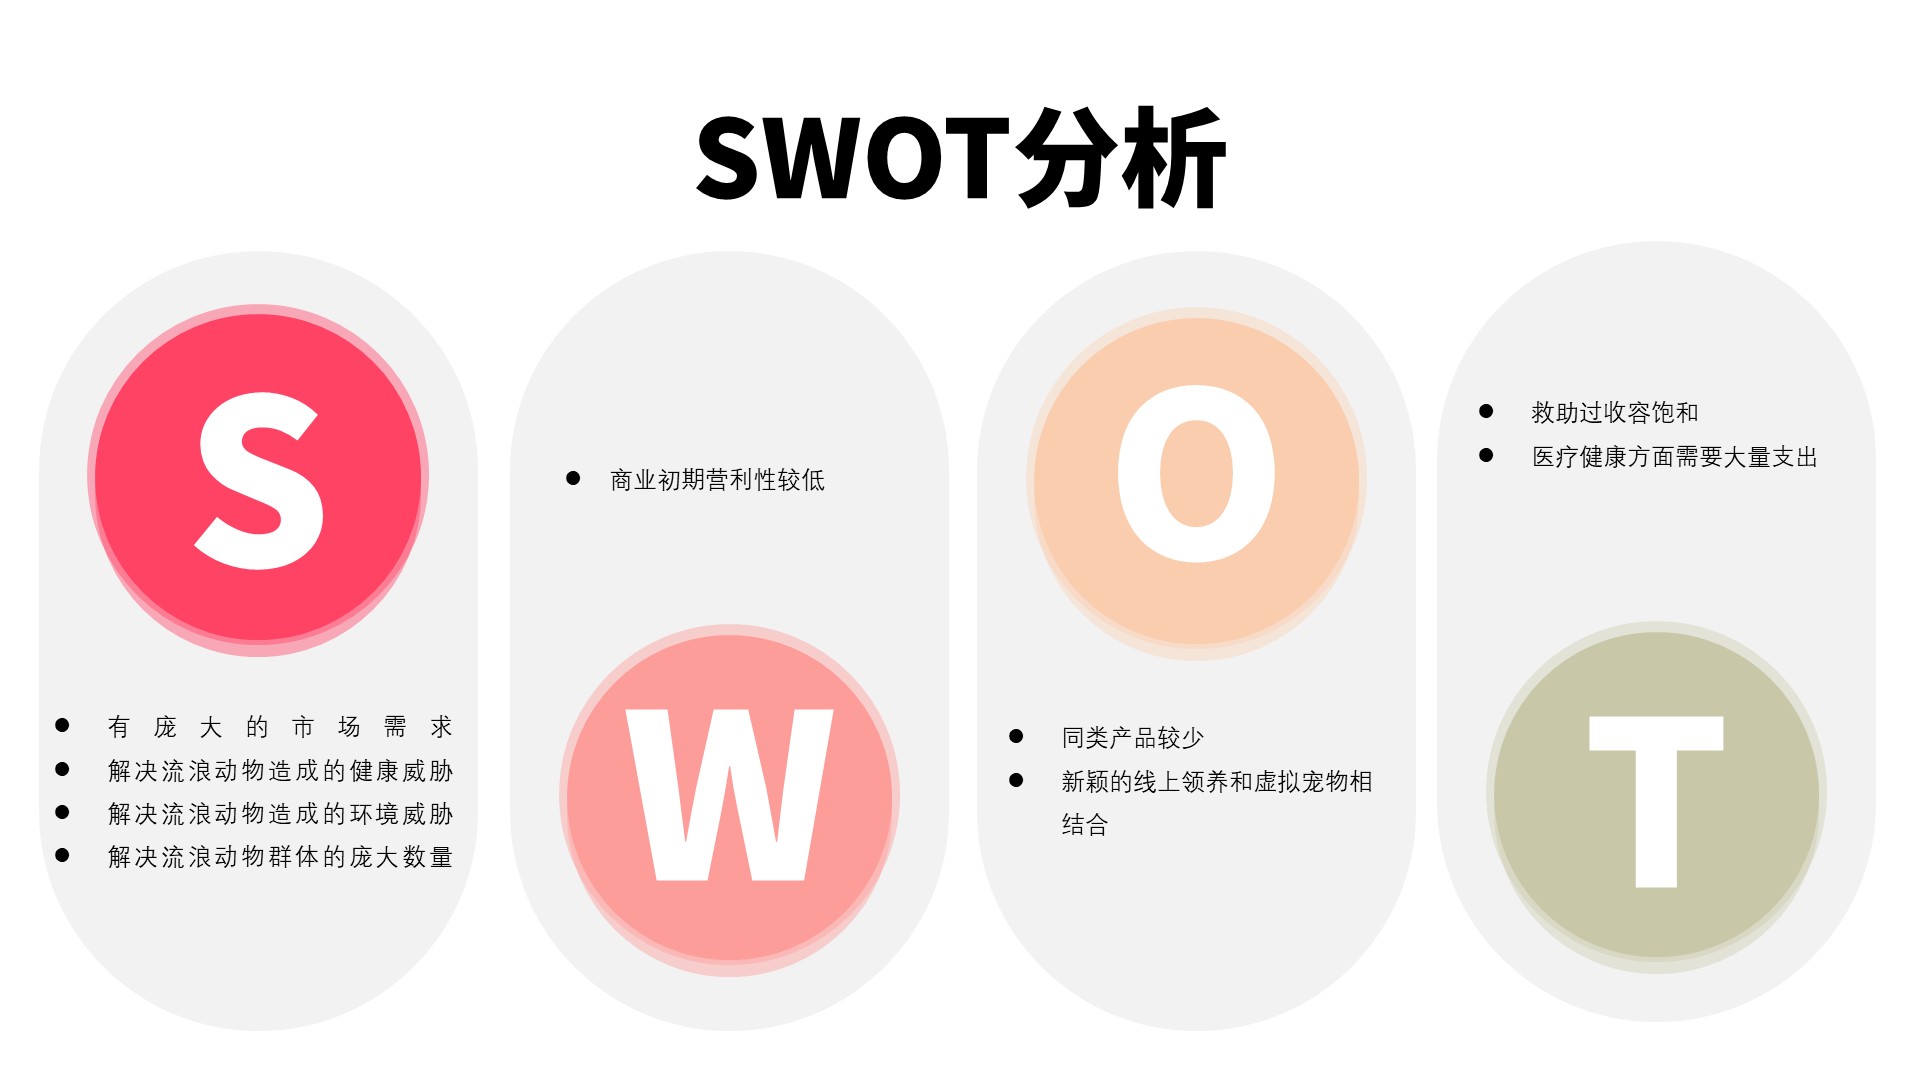 SWOT分析
S
有庞大的市场需求
解决流浪动物造成的健康威胁
解决流浪动物造成的环境威胁
解决流浪动物群体的庞大数量
商业初期营利性较低
W
O
同类产品较少
新颖的线上领养和虚拟宠物相
结合
救助过收容饱和
医疗健康方面需要大量支出
T